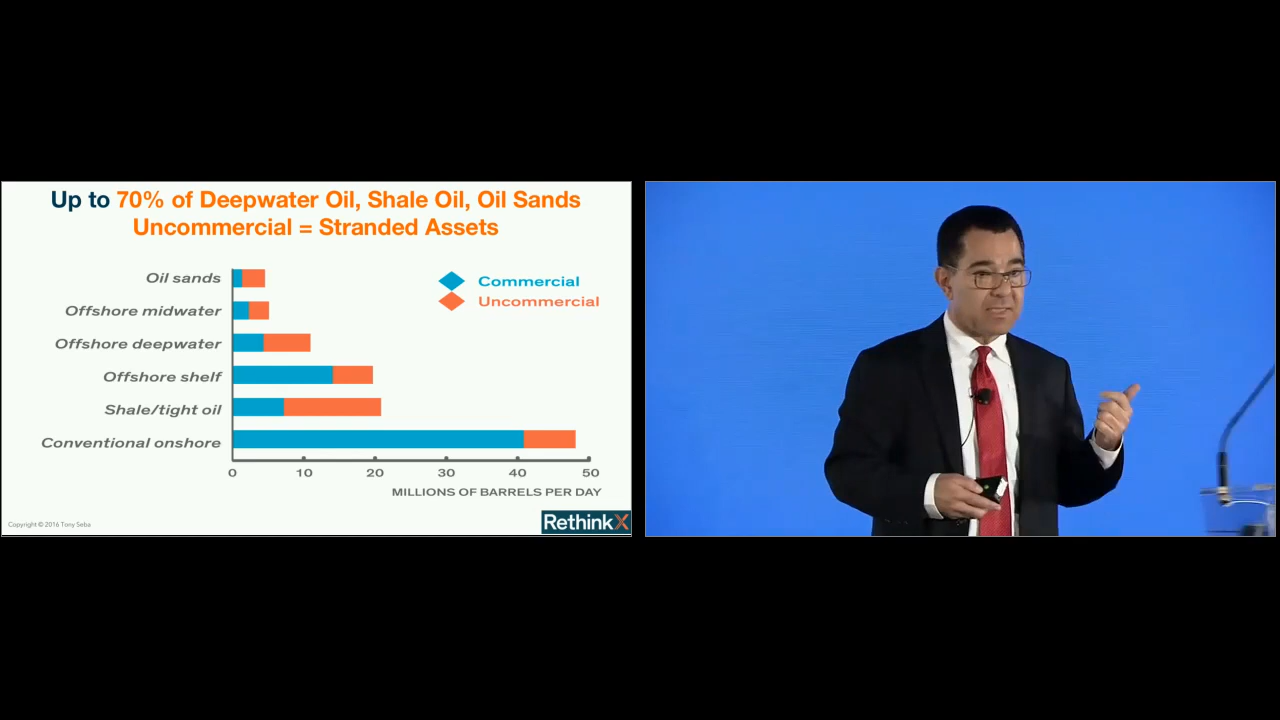 Up to 70% of Deepwater Oil, Shale Oil, Oil Sands
Uncommercial = Stranded Assets
Oil sands
Offshore midwater
Offshore deepwater
Offshore shelf
Shale/tight oil
Conventional onshore
Commercial
Uncommercial
0 10 20 30 40 50
MILLIONS OF BARRELS PER DAY
Copyright © 2016 Tony Seba
RethinkX